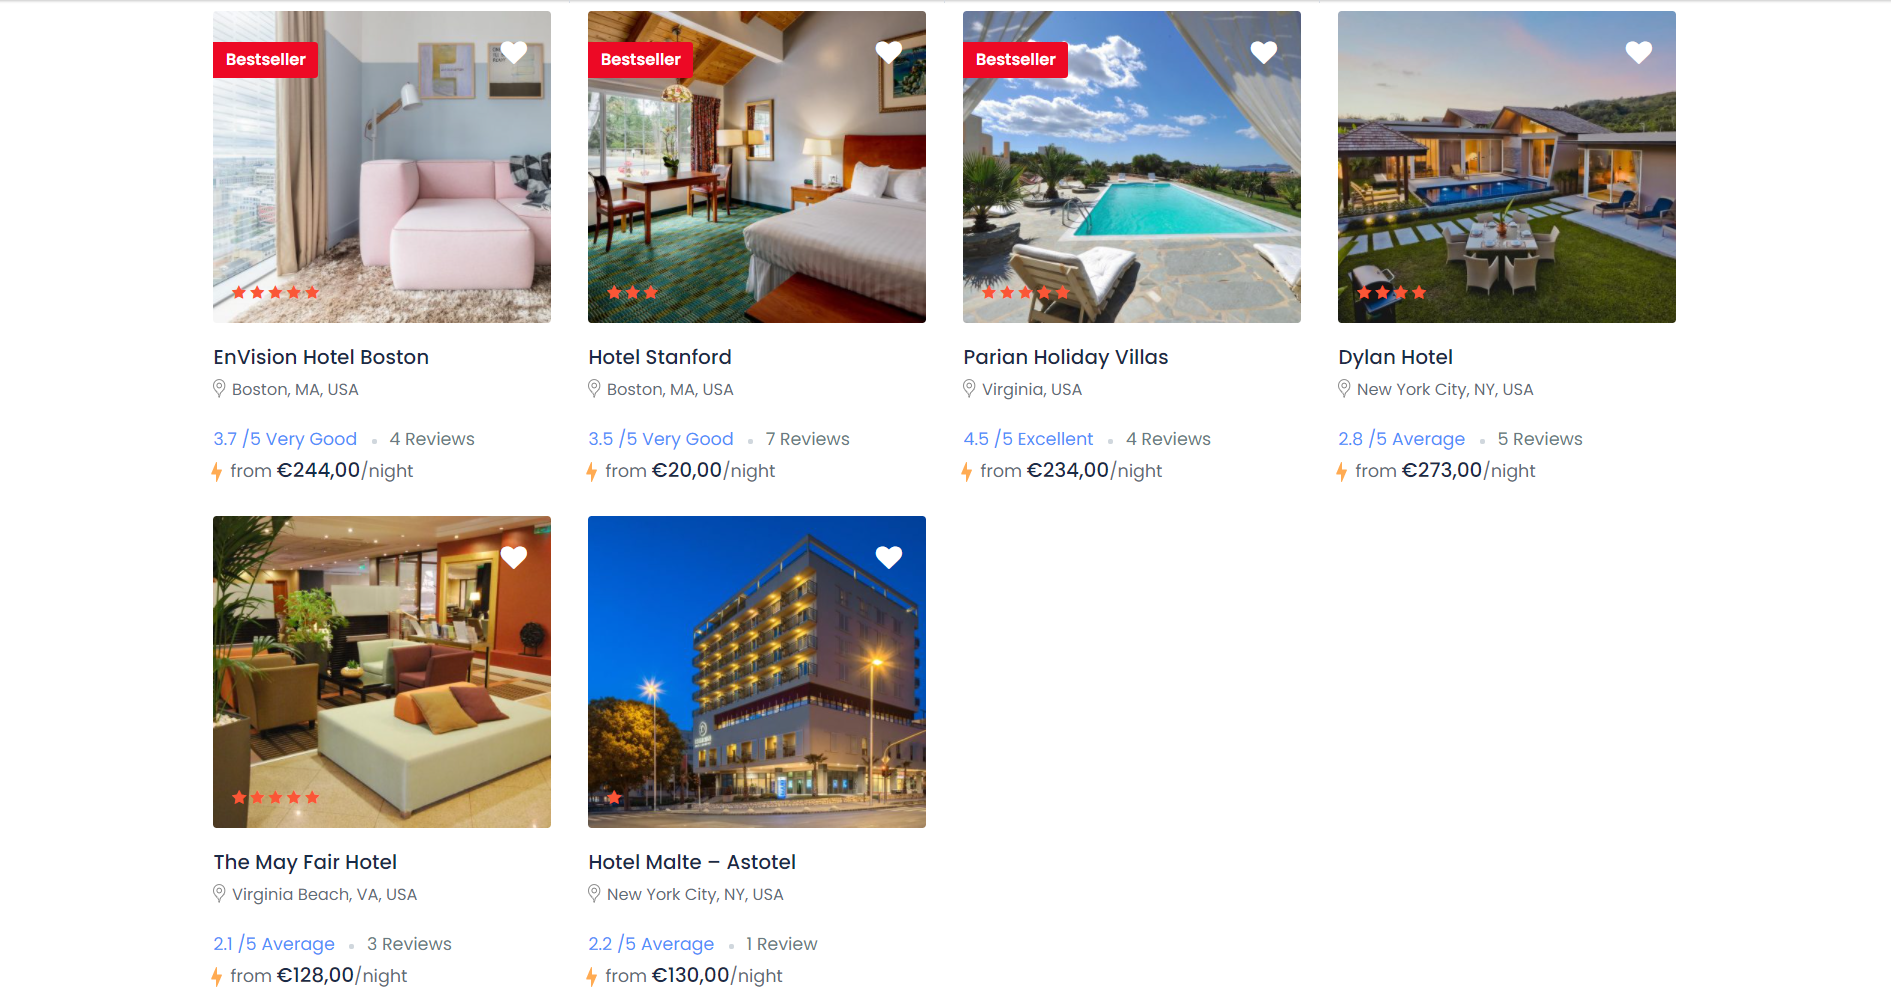 Bestseller
EnVision Hotel Boston
Boston, MA, USA
3.7 /5 Very Good • 4 Reviews
from €244,00/night
Bestseller
Hotel Stanford
Boston, MA, USA
3.5 /5 Very Good • 7 Reviews
from €20,00/night
Bestseller
Parian Holiday Villas
Virginia, USA
4.5 /5 Excellent • 4 Reviews
from €234,00/night
Dylan Hotel
New York City, NY, USA
2.8 /5 Average • 5 Reviews
from €273,00/night
The May Fair Hotel
Virginia Beach, VA, USA
2.1 /5 Average • 3 Reviews
from €128,00/night
Hotel Malte – Astotel
New York City, NY, USA
2.2 /5 Average • 1 Review
from €130,00/night